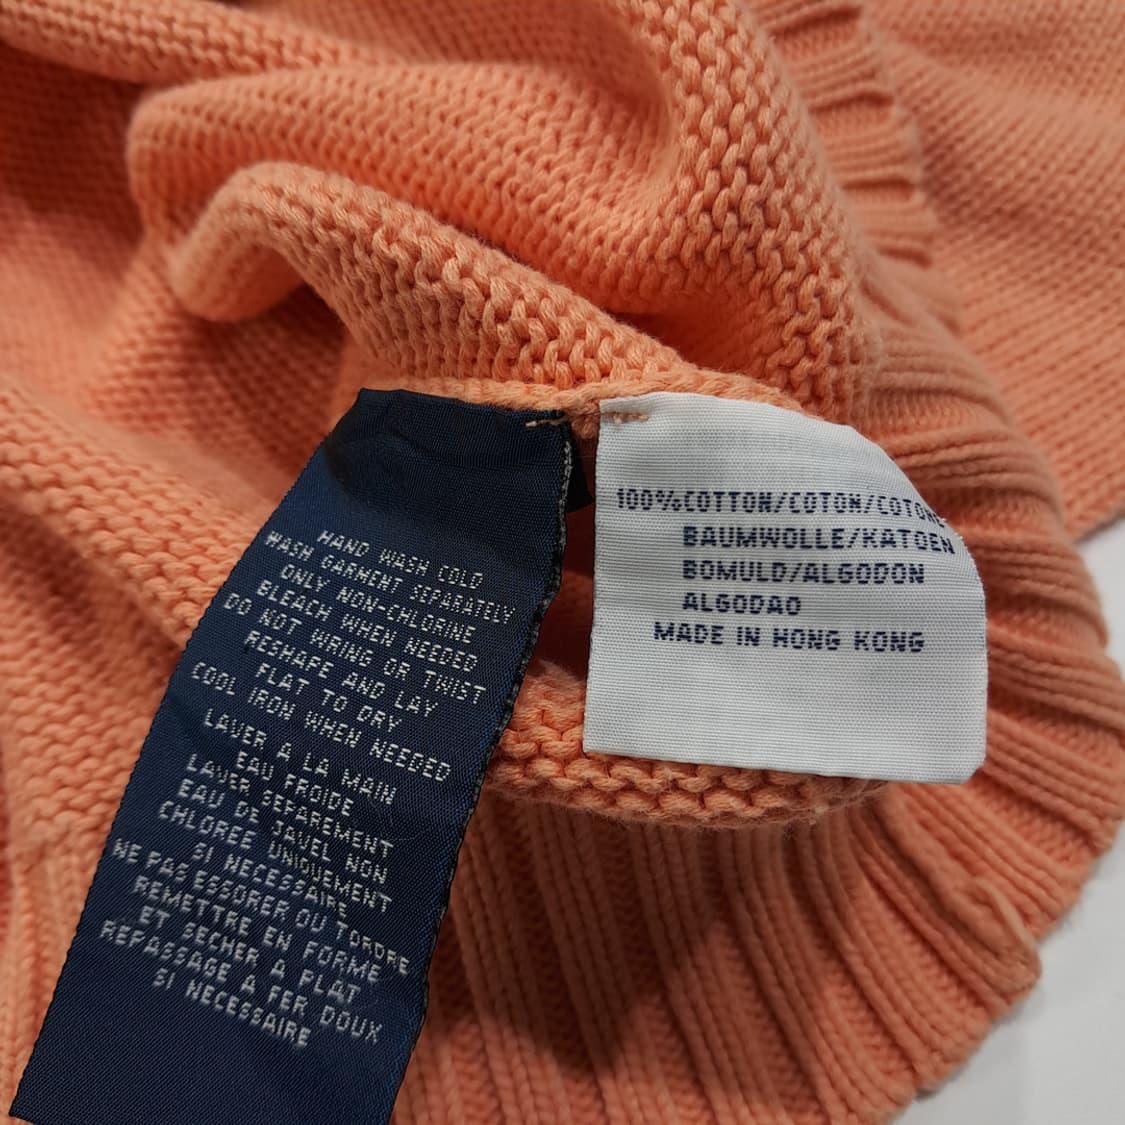 HAND WASH COLD
WASH GARMENT SEPARATELY
ONLY NON-CHLORINE
BLEACH WHEN NEEDED
DO NOT WRING OR TWIST
RESHAPE AND LAY
FLAT TO DRY
COOL IRON WHEN NEEDED
LAVER A LA MAIN
EAU FROIDE
LAVER SEPAREMENT
EAU DE JAVEL NON
CHLOREE UNIQUEMENT
SI NECESSAIRE
NE PAS ESSORER OU TORDRE
REMETTRE EN FORME
ET SECHER A PLAT
REPASSAGE A FER DOUX
SI NECESSAIRE
100%COTTON/COTON/COTONE
BAUMWOLLE/KATOEN
BOMULD/ALGODON
ALGODAO
MADE IN HONG KONG